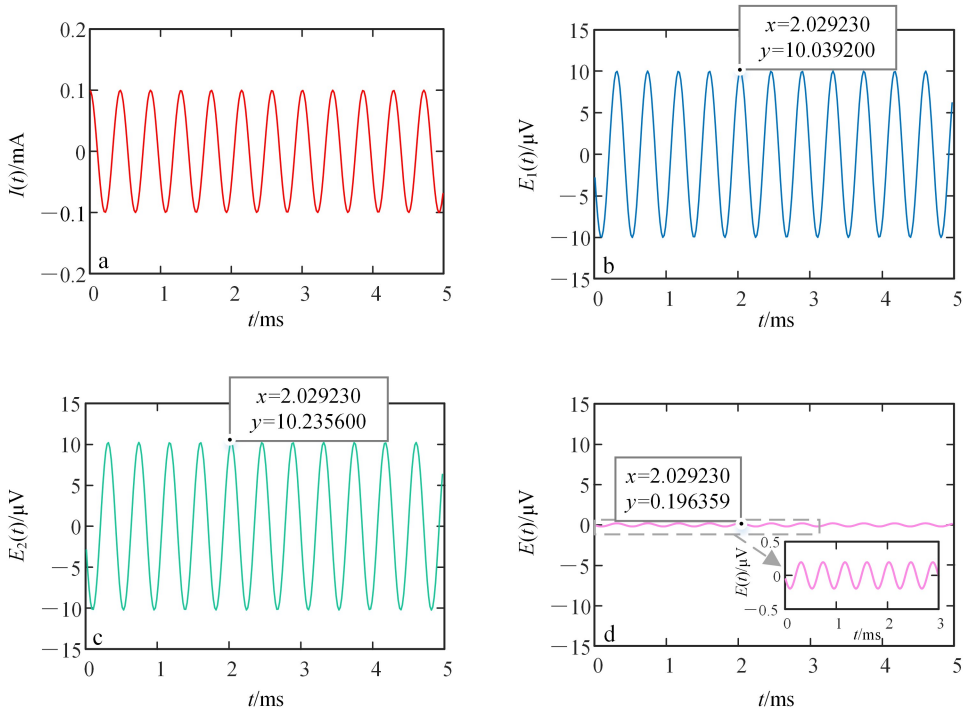 0.2
0.1
0
−0.1
−0.2
I(t)/mA
a
0 1 2 3 4 5
t/ms
x=2.029230
y=10.039200
15
10
5
0
−5
−10
−15
E₁(t)/μV
b
0 1 2 3 4 5
t/ms
x=2.029230
y=10.235600
15
10
5
0
−5
−10
−15
E₂(t)/μV
c
0 1 2 3 4 5
t/ms
15
10
5
0
−5
−10
−15
E(t)/μV
x=2.029230
y=0.196359
0.5
0
−0.5
E(t)/μV
0 1 2 3
t/ms
d
0 1 2 3 4 5
t/ms